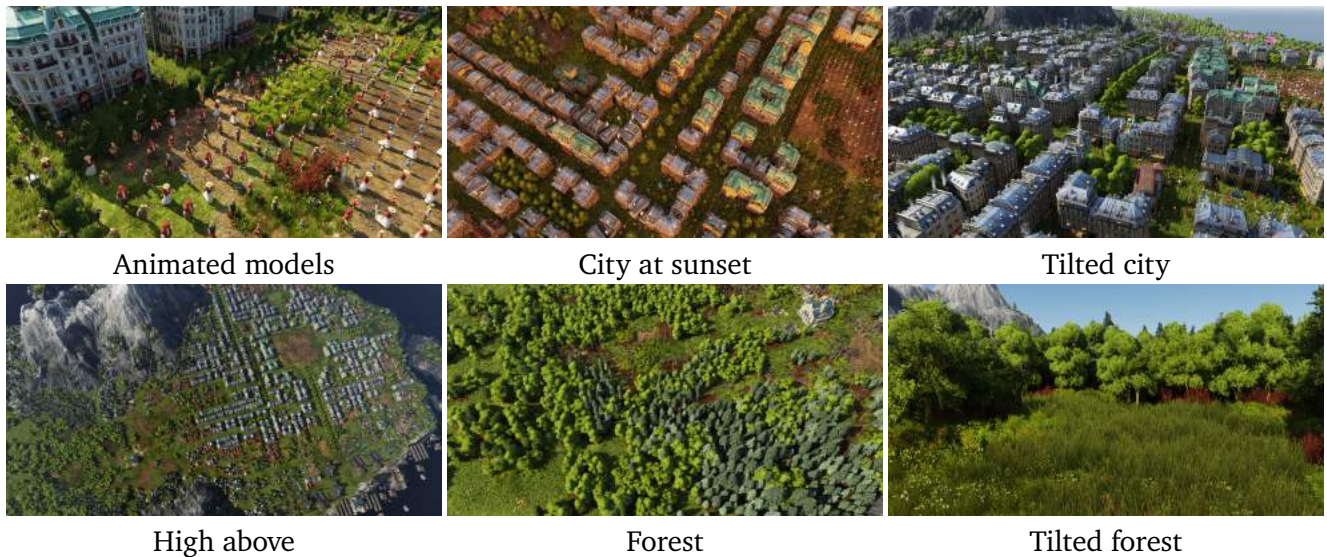 Animated models
City at sunset
Tilted city
High above
Forest
Tilted forest